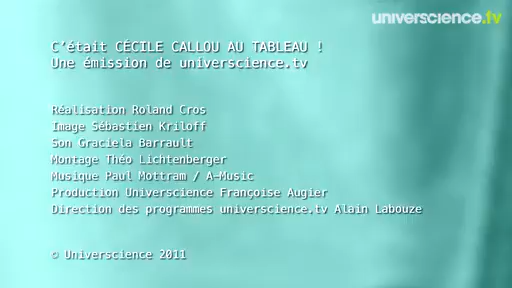 universcience.tv
C'était CÉCILE CALLOU AU TABLEAU !
Une émission de universcience.tv
Réalisation Roland Cros
Image Sébastien Kriloff
Son Graciela Barrault
Montage Théo Lichtenberger
Musique Paul Mottram / A-Music
Production Universcience Françoise Augier
Direction des programmes universcience.tv Alain Labouze
© Universcience 2011